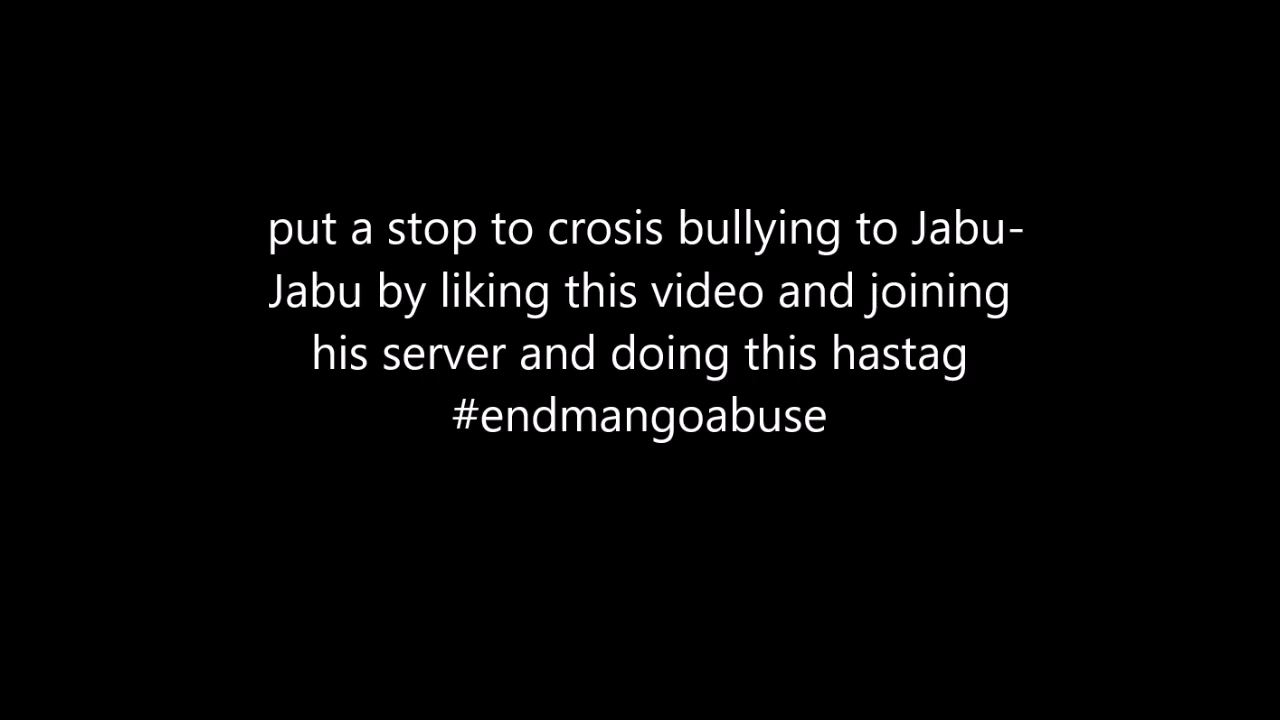 put a stop to crosis bullying to Jabu-
Jabu by liking this video and joining
his server and doing this hastag
#endmangoabuse